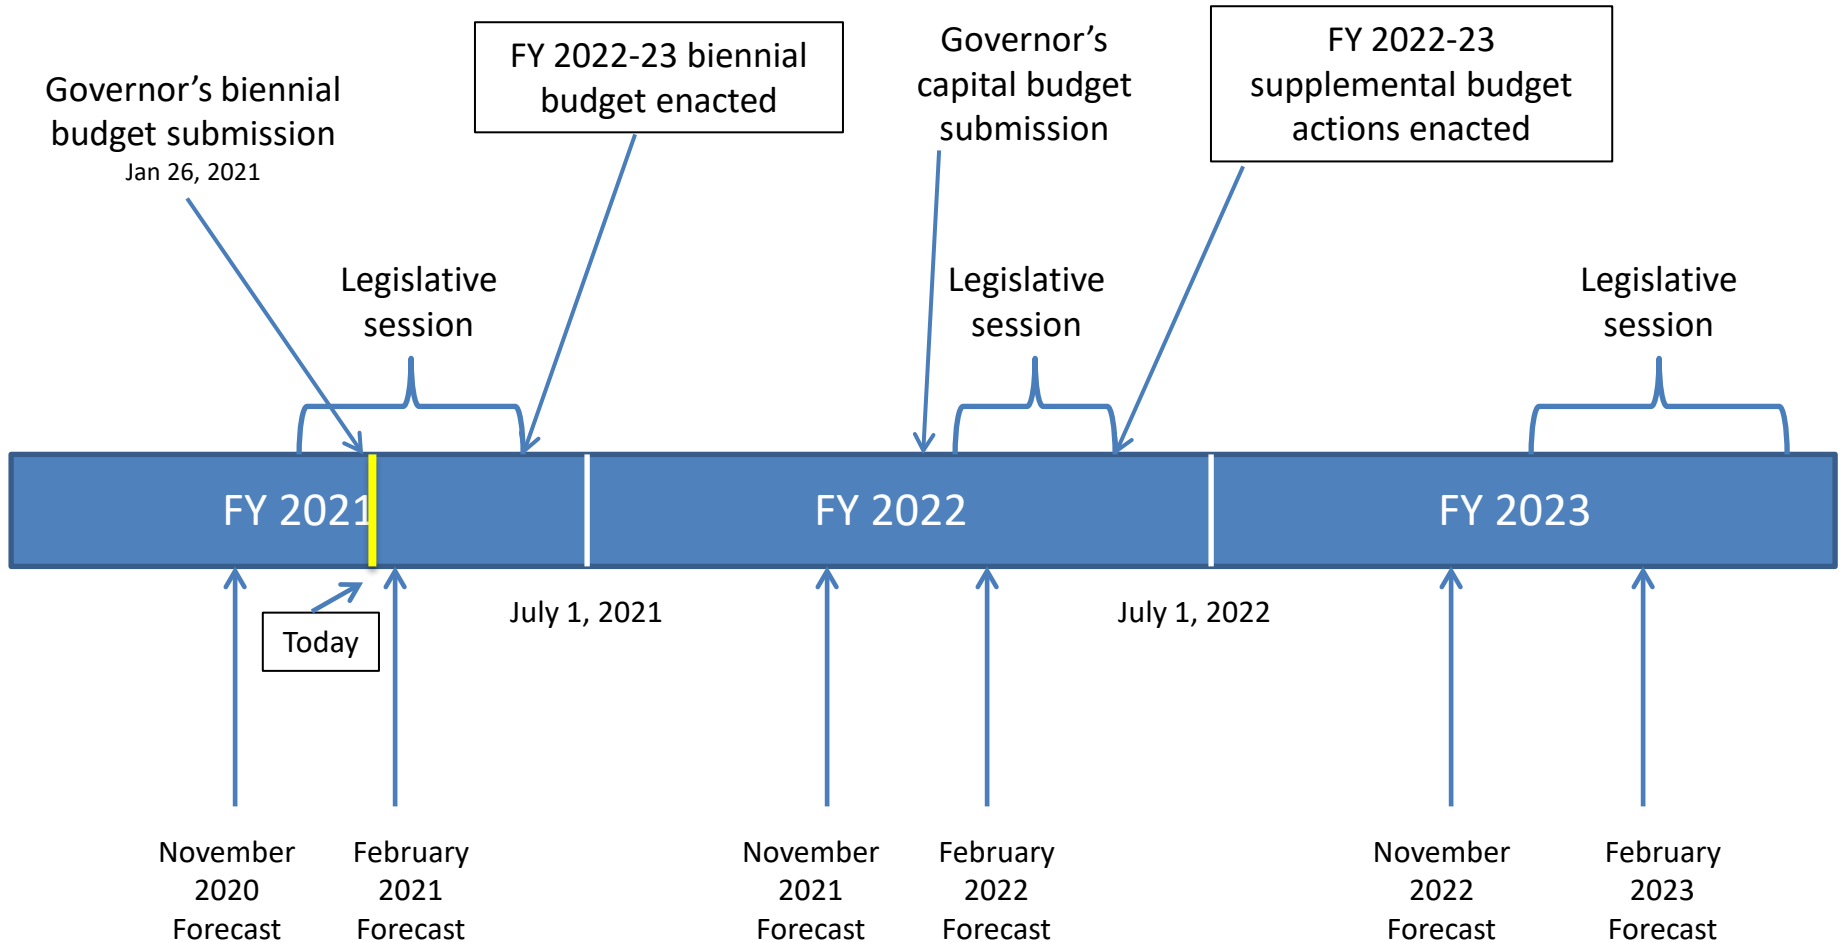 Governor’s biennial
budget submission
Jan 26, 2021
FY 2022-23 biennial
budget enacted
Governor’s
capital budget
submission
FY 2022-23
supplemental budget
actions enacted
Legislative
session
Legislative
session
Legislative
session
FY 2021
FY 2022
FY 2023
Today
July 1, 2021
July 1, 2022
November
2020
Forecast
February
2021
Forecast
November
2021
Forecast
February
2022
Forecast
November
2022
Forecast
February
2023
Forecast